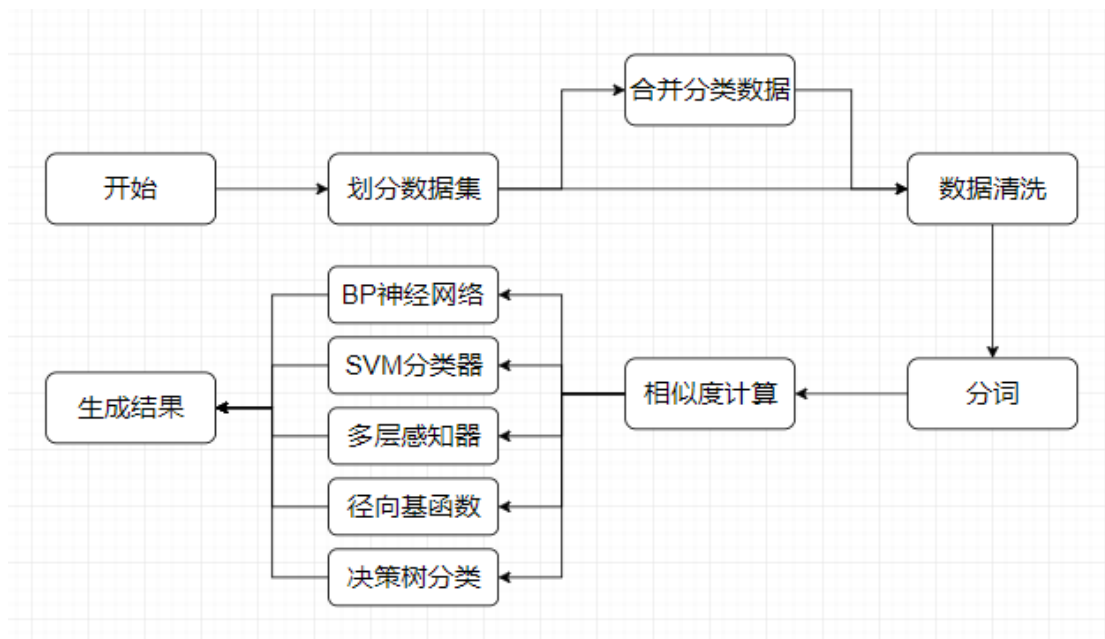 合并分类数据
开始
划分数据集
数据清洗
BP神经网络
SVM分类器
多层感知器
径向基函数
决策树分类
生成结果
相似度计算
分词